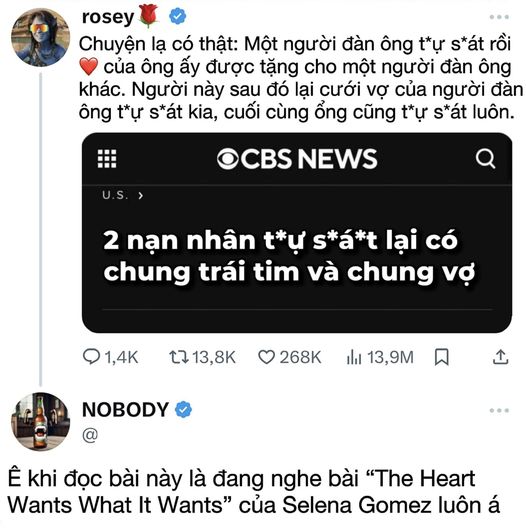 rosey🌹
Chuyện lạ có thật: Một người đàn ông t*ự s*át rồi
❤️ của ông ấy được tặng cho một người đàn ông
khác. Người này sau đó lại cưới vợ của người đàn
ông t*ự s*át kia, cuối cùng ổng cũng t*ự s*át luôn.
CBS NEWS
U.S. >
2 nạn nhân t*ự s*á*t lại có
chung trái tim và chung vợ
1,4K 13,8K 268K 13,9M
NOBODY
@
Ê khi đọc bài này là đang nghe bài “The Heart
Wants What It Wants” của Selena Gomez luôn á